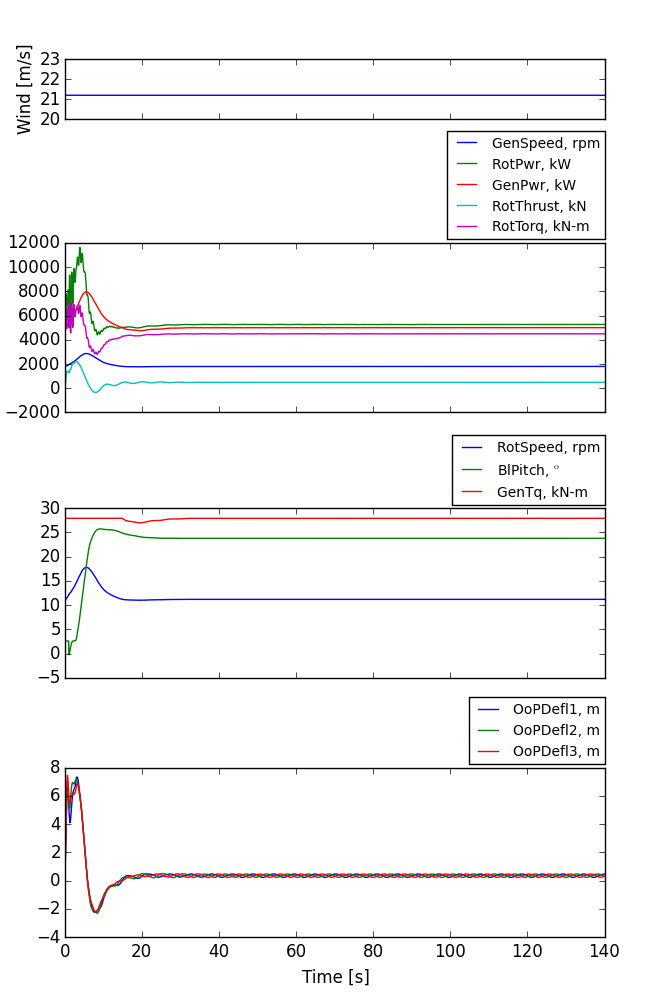 Wind [m/s]
23
22
21
20
GenSpeed, rpm
RotPwr, kW
GenPwr, kW
RotThrust, kN
RotTorq, kN-m
12000
10000
8000
6000
4000
2000
0
−2000
RotSpeed, rpm
BlPitch, °
GenTq, kN-m
30
25
20
15
10
5
0
−5
OoPDefl1, m
OoPDefl2, m
OoPDefl3, m
8
6
4
2
0
−2
−4
0 20 40 60 80 100 120 140
Time [s]